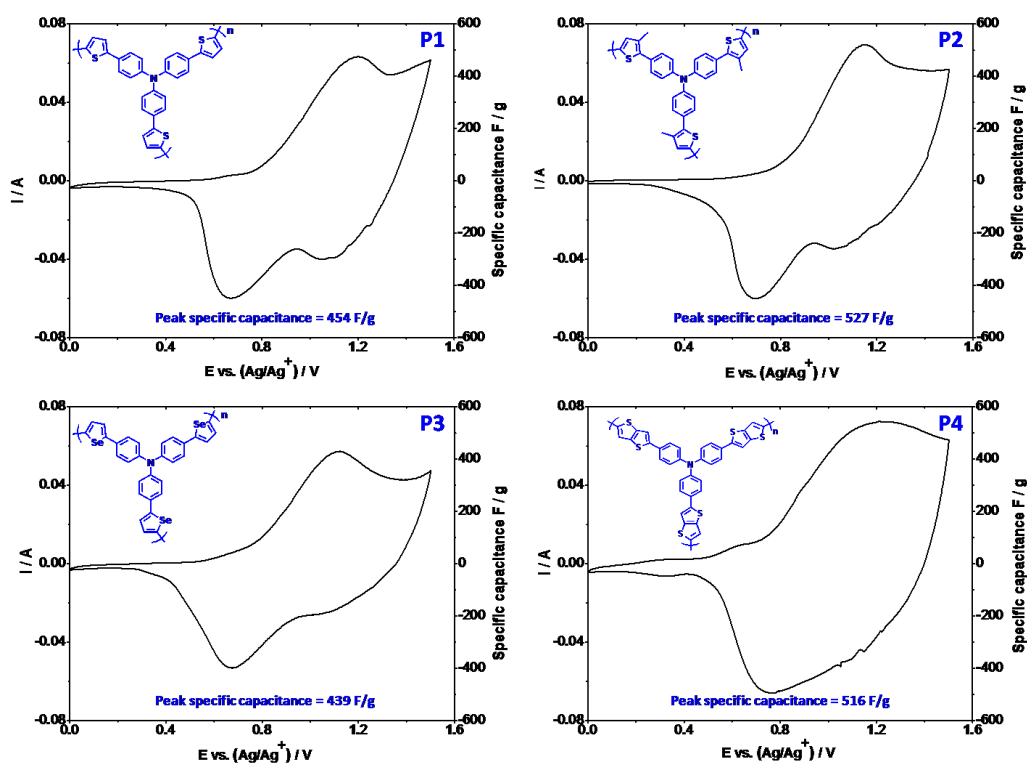 P1
0.08
0.04
0.00
-0.04
-0.08
I / A
S
S
N
S
n
600
400
200
0
-200
-400
-600
Specific capacitance F / g
Peak specific capacitance = 454 F/g
0.0 0.4 0.8 1.2 1.6
E vs. (Ag/Ag+) / V
P2
0.08
0.04
0.00
-0.04
-0.08
I / A
S
S
N
S
n
600
400
200
0
-200
-400
-600
Specific capacitance F / g
Peak specific capacitance = 527 F/g
0.0 0.4 0.8 1.2 1.6
E vs. (Ag/Ag+) / V
P3
0.08
0.04
0.00
-0.04
-0.08
I / A
Se
Se
N
Se
n
600
400
200
0
-200
-400
-600
Specific capacitance F / g
Peak specific capacitance = 439 F/g
0.0 0.4 0.8 1.2 1.6
E vs. (Ag/Ag+) / V
P4
0.08
0.04
0.00
-0.04
-0.08
I / A
S
S
S
S
N
S
S
n
600
400
200
0
-200
-400
-600
Specific capacitance F / g
Peak specific capacitance = 516 F/g
0.0 0.4 0.8 1.2 1.6
E vs. (Ag/Ag+) / V